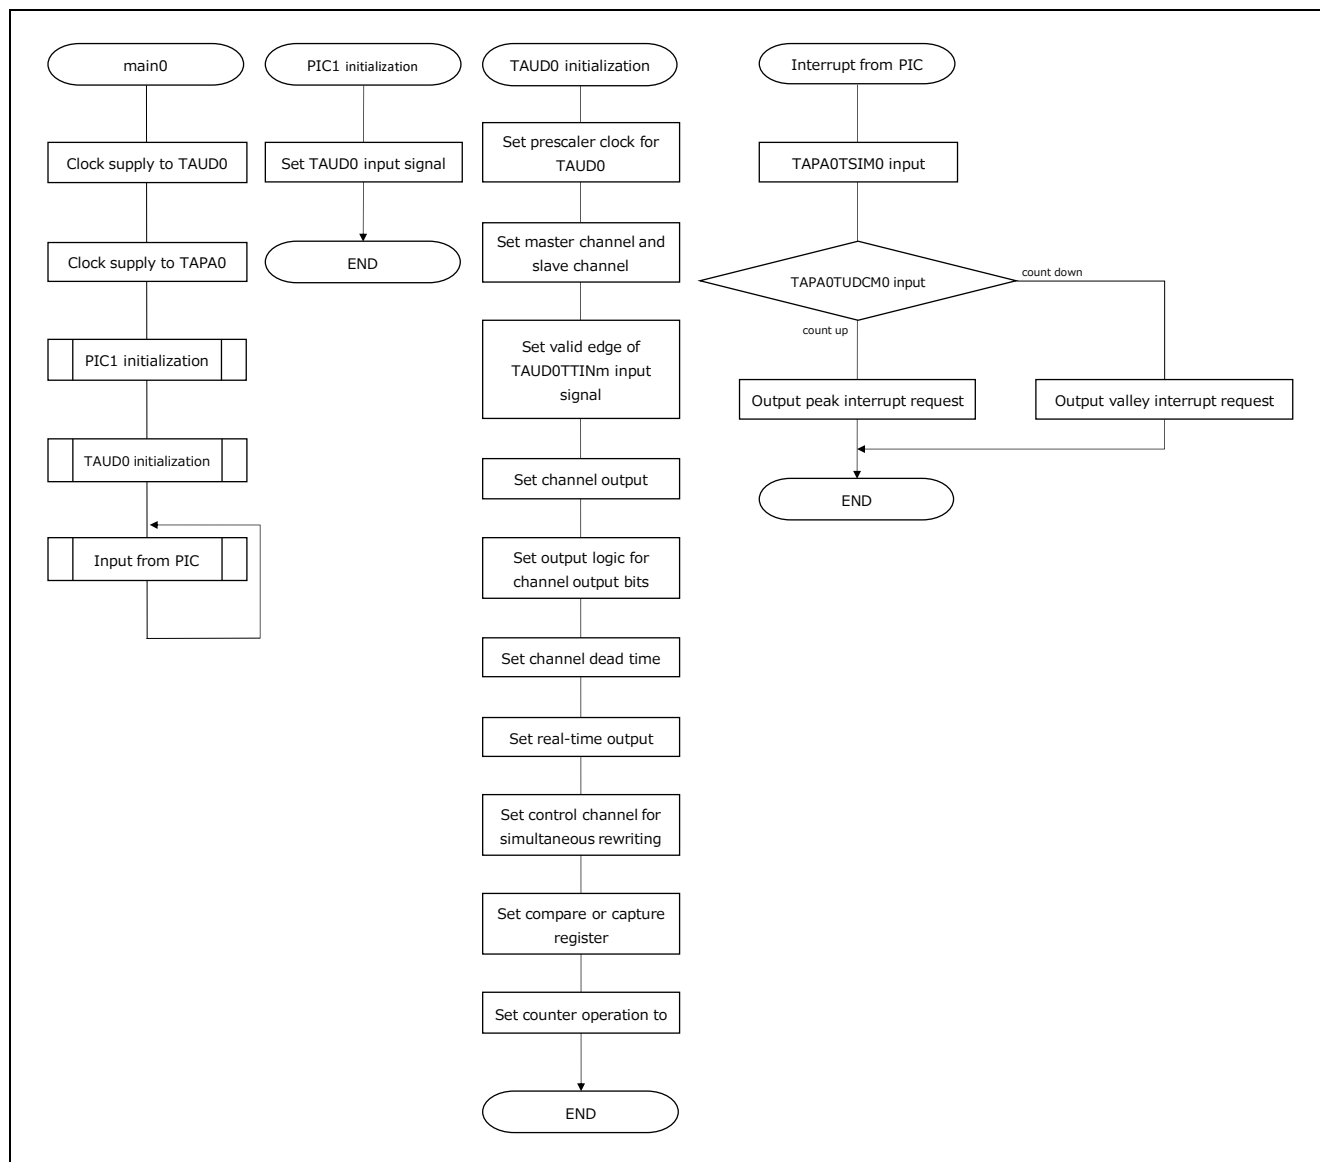 main0
Clock supply to TAUD0
Clock supply to TAPA0
PIC1 initialization
TAUD0 initialization
Input from PIC
PIC1 initialization
Set TAUD0 input signal
END
TAUD0 initialization
Set prescaler clock for
TAUD0
Set master channel and
slave channel
Set valid edge of
TAUD0TTINm input
signal
Set channel output
Set output logic for
channel output bits
Set channel dead time
Set real-time output
Set control channel for
simultaneous rewriting
Set compare or capture
register
Set counter operation to
END
Interrupt from PIC
TAPA0TSIM0 input
TAPA0TUDCM0 input
count down
count up
Output peak interrupt request
Output valley interrupt request
END